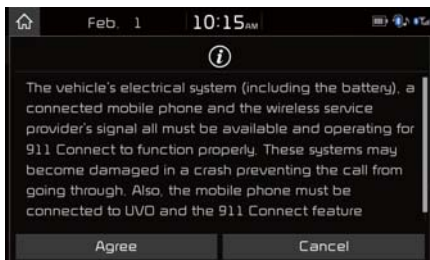 Feb. 1 10:15AM
The vehicle's electrical system (including the battery), a
connected mobile phone and the wireless service
provider's signal all must be available and operating for
911 Connect to function properly. These systems may
become damaged in a crash preventing the call from
going through. Also, the mobile phone must be
connected to UVO and the 911 Connect feature
Agree Cancel